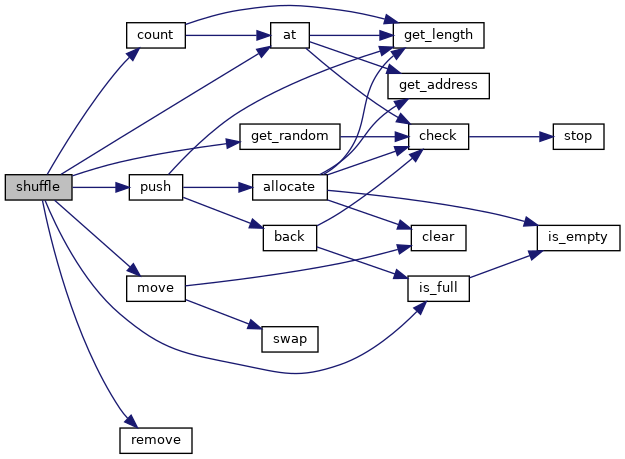 count
at
get_length
get_address
get_random
check
stop
shuffle
push
allocate
back
clear
is_empty
move
is_full
swap
remove